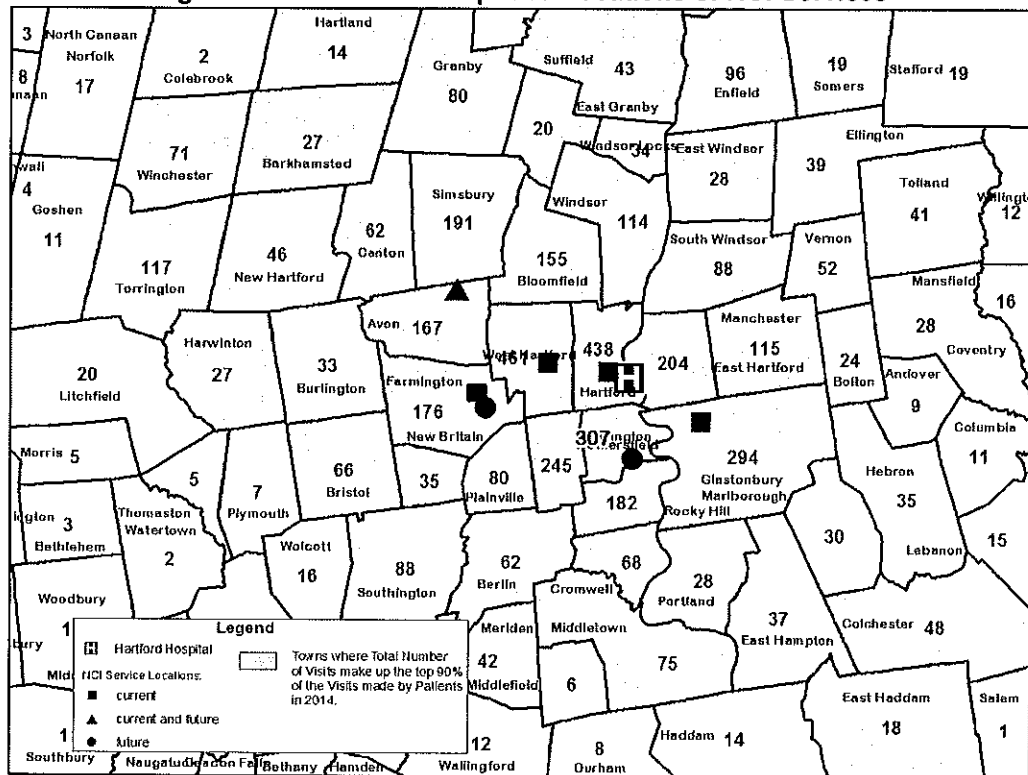 3
North Canaan
Norfolk
17
8
naan
2
Colebrook
Hartland
14
Granby
80
Suffield
43
East Granby
96
Enfield
19
Somers
Stafford 19
71
Winchester
27
Barkhamsted
20
Windsor Locks
34
East Windsor
28
Ellington
39
Tolland
41
12
wall
4
Goshen
11
Simsbury
191
Windsor
114
62
Canton
117
Torrington
46
New Hartford
155
Bloomfield
South Windsor
88
Vernon
52
Mansfield
16
28
Coventry
Avon
167
Harwinton
27
33
Burlington
20
Litchfield
461
438
Hartford
H
204
Manchester
115
East Hartford
24
Bolton
Andover
9
Columbia
11
Farmington
176
New Britain
Morris 5
5
7
Plymouth
66
Bristol
35
80
Plainville
245
307
182
294
Glastonbury
Marlborough
Rocky Hill
Hebron
35
Lebanon
15
30
ington
3
Bethlehem
Thomaston
Watertown
2
Wolcott
16
88
Southington
62
Berlin
68
Cromwell
28
Portland
37
East Hampton
Colchester 48
Woodbury
1
bury
Meriden
42
Middlefield
Middletown
75
6
East Haddam
18
Salem
1
Haddam 14
8
Durham
12
Wallingford
1
Southbury
Bethany
Hamden
Legend
H Hartford Hospital
Service Locations:
current
current and future
future
Towns where Total Number
of Visits make up the top 90%
of the Visits made by Patients
in 2014.